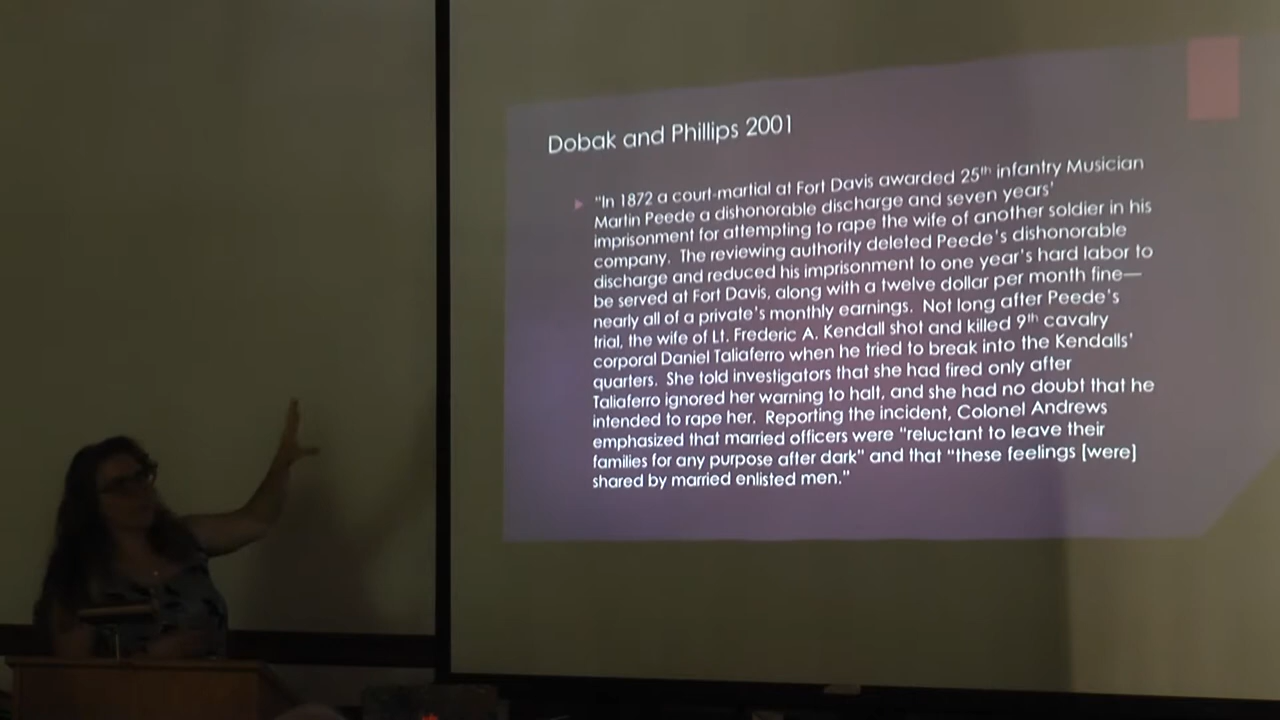 Dobak and Phillips 2001
"In 1872 a court-martial at Fort Davis awarded 25th infantry Musician
Martin Peede a dishonorable discharge and seven years'
imprisonment for attempting to rape the wife of another soldier in his
company. The reviewing authority deleted Peede's dishonorable
discharge and reduced his imprisonment to one year's hard labor to
be served at Fort Davis, along with a twelve dollar per month fine—
nearly all of a private's monthly earnings. Not long after Peede's
trial, the wife of Lt. Frederic A. Kendall shot and killed 9th cavalry
corporal Daniel Taliaferro when he tried to break into the Kendalls'
quarters. She told investigators that she had fired only after
Taliaferro ignored her warning to halt, and she had no doubt that he
intended to rape her. Reporting the incident, Colonel Andrews
emphasized that married officers were "reluctant to leave their
families for any purpose after dark" and that "these feelings [were]
shared by married enlisted men."